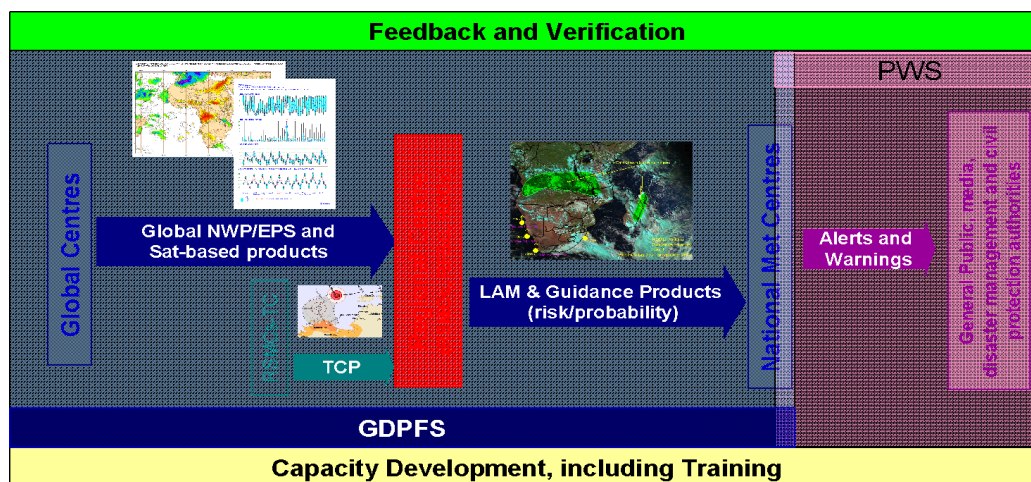 Feedback and Verification
PWS
Global Centres
Global NWP/EPS and
Sat-based products
RSMC-TC
TCP
LAM & Guidance Products
(risk/probability)
National Met Centres
Alerts and
Warnings
General Public, media,
disaster management and civil
protection authorities
GDPFS
Capacity Development, including Training